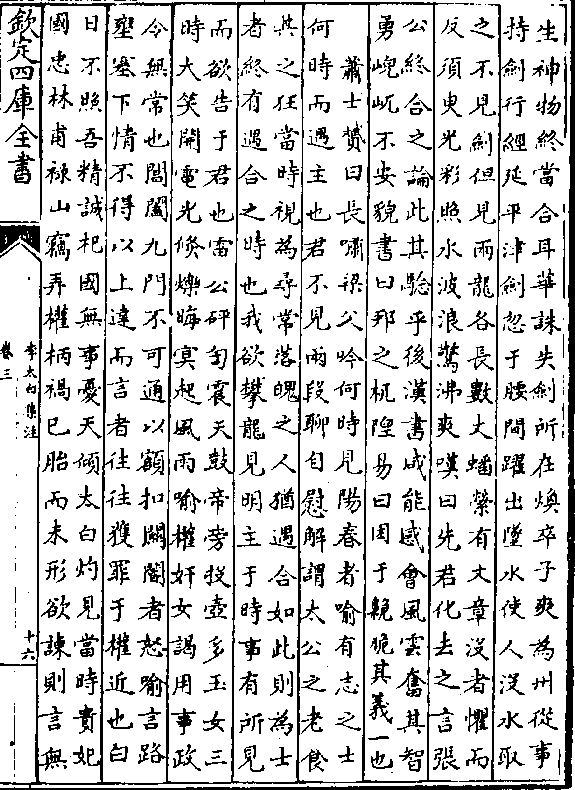 生神物終當合耳華誅失劍所在煥卒子爽為州從事
持劍行經延平津劍忽于腰間躍出墮水使人沒水取
之不見劍但見兩龍各長數丈蟠縈有文章沒者懼而
反須臾光彩照水波浪驚沸爽嘆曰先君化去之言張
公終合之論此其驗乎後漢書咸能感會風雲奮其智
勇屼不安貌書曰邦之杌隉易曰困于臲卼其義一也
蕭士贇曰長嘯梁父吟何時見陽春者喻有志之士
何時而遇主也君不見兩段聊自慰解謂太公之老食
其之狂當時視為尋常落魄之人猶遇合如此則為士
者終有遇合之時也我欲攀龍見明主于時事有所見
而欲告于君也雷公砰訇震天鼓帝旁投壺多玉女三
時大笑開電光倏爍晦冥起風雨喻權奸女謁用事政
令無常也閶闔九門不可通以額扣關閽者怒喻言路
壅塞下情不得以上達而言者往往獲罪于權近也白
日不照吾精誠杞國無事憂天傾太白灼見當時貴妃
國忠林甫祿山竊弄權柄禍已胎而未形欲諫則言無
欽定四庫全書
李太白集注
卷三
十六